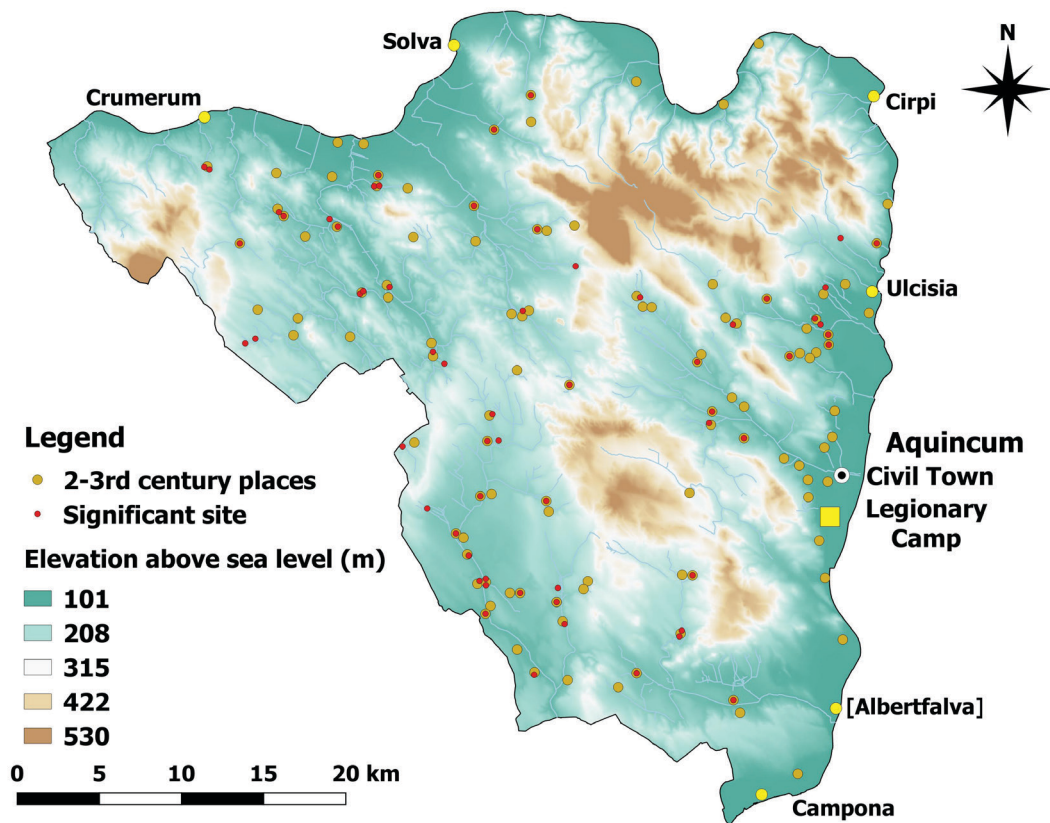 Solva
N
Crumerum
Cirpi
Ulcisia
Legend
2-3rd century places
Significant site
Elevation above sea level (m)
101
208
315
422
530
0 5 10 15 20 km
Aquincum
Civil Town
Legionary
Camp
[Albertfalva]
Campona